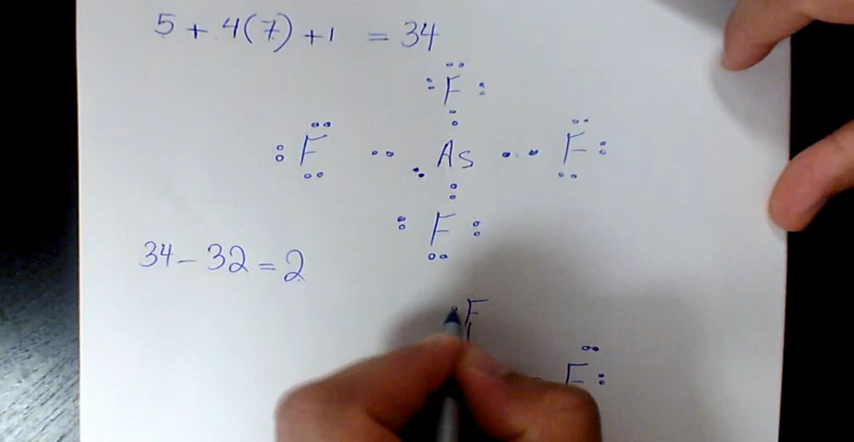 5 + 4(7) + 1 = 34
F
F As F
F
34 - 32 = 2
F
F